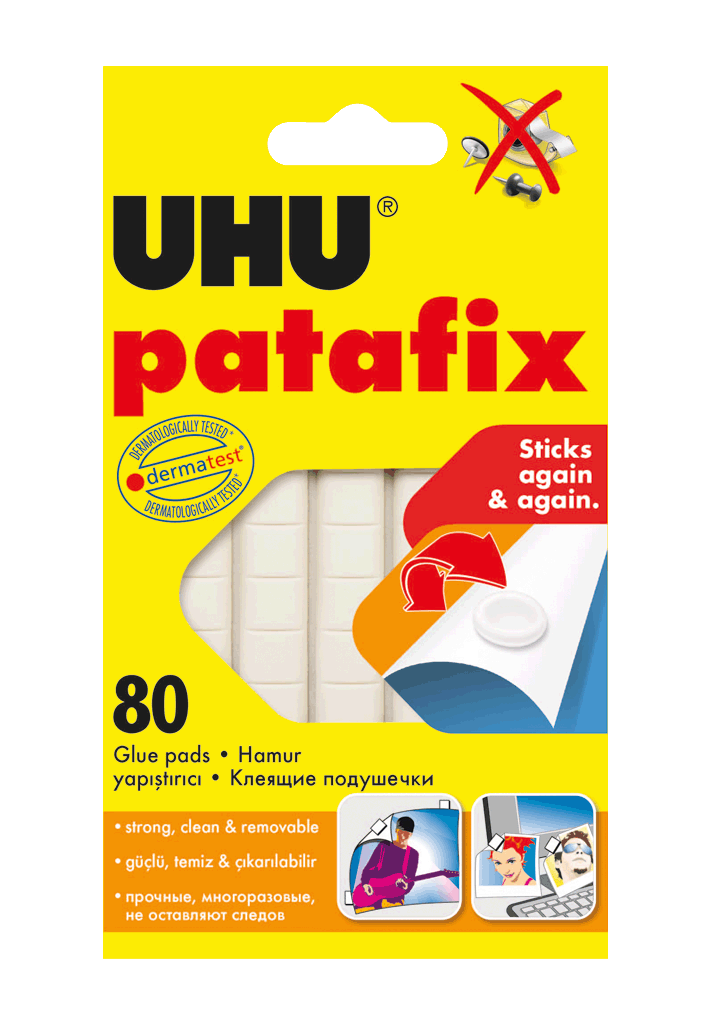 UHU®
patafix
DERMATOLOGICALLY TESTED*
dermatest®
DERMATOLOGICALLY TESTED*
Sticks
again
& again.
80
Glue pads • Hamur
yapıştırıcı • Клеящие подушечки
• strong, clean & removable
• güçlü, temiz & çıkarılabilir
• прочные, многоразовые,
не оставляют следов